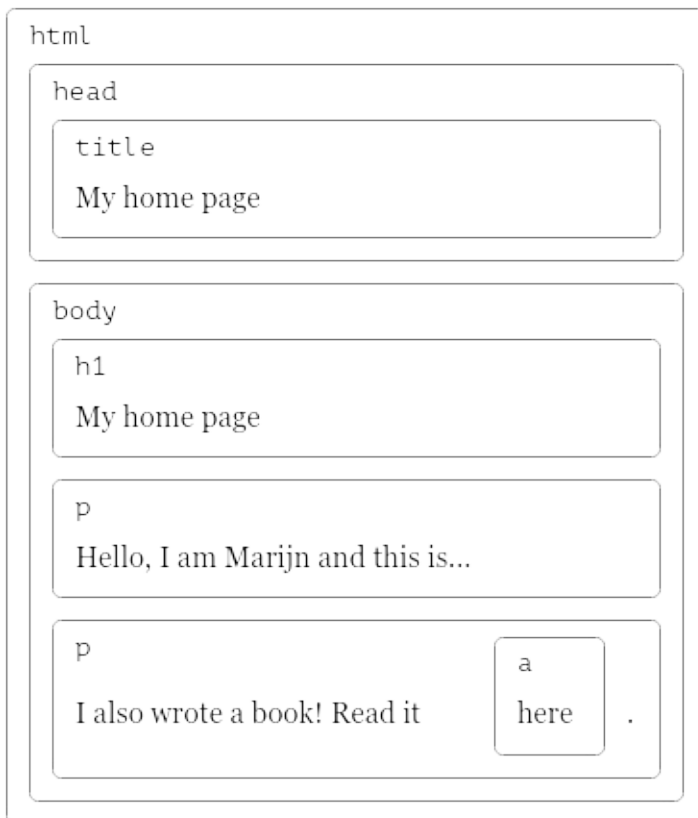 html
head
title
My home page
body
h1
My home page
p
Hello, I am Marijn and this is...
p
a
I also wrote a book! Read it here .